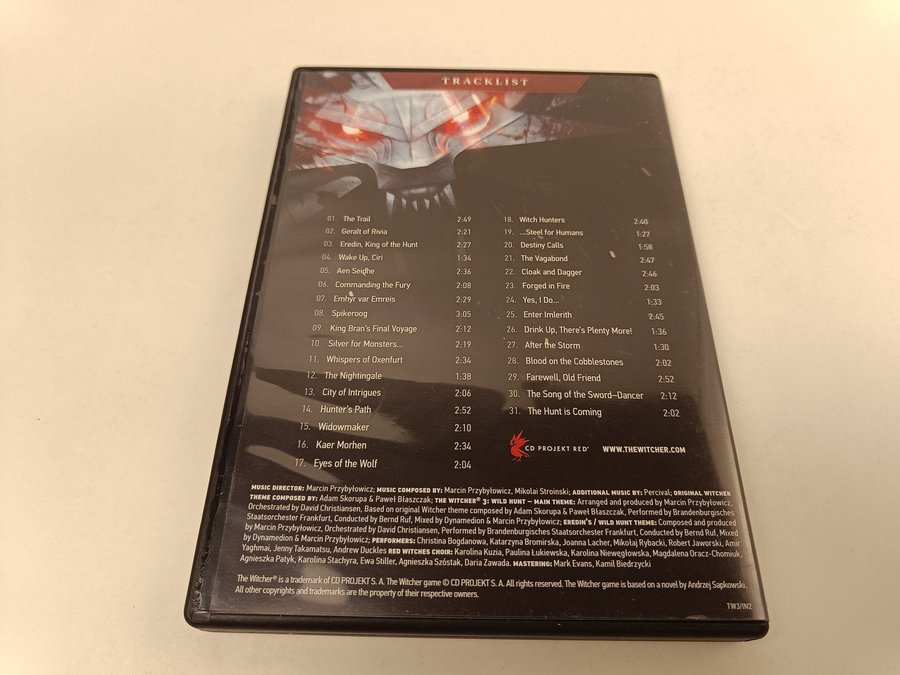 TRACKLIST
01. The Trail 2:49
02. Geralt of Rivia 2:21
03. Eredin, King of the Hunt 2:27
04. Wake Up, Ciri 1:34
05. Aen Seidhe 2:36
06. Commanding the Fury 2:08
07. Emhyr var Emreis 2:29
08. Spikeroog 3:05
09. King Bran's Final Voyage 2:12
10. Silver for Monsters... 2:19
11. Whispers of Oxenfurt 2:34
12. The Nightingale 1:38
13. City of Intrigues 2:06
14. Hunter's Path 2:52
15. Widowmaker 2:10
16. Kaer Morhen 2:34
17. Eyes of the Wolf 2:04
18. Witch Hunters 2:40
19. ...Steel for Humans 1:27
20. Destiny Calls 1:58
21. The Vagabond 2:47
22. Cloak and Dagger 2:46
23. Forged in Fire 2:03
24. Yes, I Do... 1:33
25. Enter Imlerith 2:45
26. Drink Up, There's Plenty More! 1:36
27. After the Storm 1:30
28. Blood on the Cobblestones 2:02
29. Farewell, Old Friend 2:52
30. The Song of the Sword–Dancer 2:12
31. The Hunt is Coming 2:02
CD PROJEKT RED® WWW.THEWITCHER.COM
MUSIC DIRECTOR: Marcin Przybyłowicz; MUSIC COMPOSED BY: Marcin Przybyłowicz, Mikolai Stroinski; ADDITIONAL MUSIC BY: Percival; ORIGINAL WITCHER
THEME COMPOSED BY: Adam Skorupa & Paweł Błaszczak; THE WITCHER® 3: WILD HUNT – MAIN THEME: Arranged and produced by Marcin Przybyłowicz,
Orchestrated by David Christiansen, Based on original Witcher theme composed by Adam Skorupa & Paweł Błaszczak, Performed by Brandenburgisches
Staatsorchester Frankfurt, Conducted by Bernd Ruf, Mixed by Dynamedion & Marcin Przybyłowicz; EREDIN'S / WILD HUNT THEME: Composed and produced
by Marcin Przybyłowicz, Orchestrated by David Christiansen, Performed by Brandenburgisches Staatsorchester Frankfurt, Conducted by Bernd Ruf, Mixed
by Dynamedion & Marcin Przybyłowicz; PERFORMERS: Christina Bogdanowa, Katarzyna Bromirska, Joanna Lacher, Mikołaj Rybacki, Robert Jaworski, Amir
Yaghmai, Jenny Takamatsu, Andrew Duckles RED WITCHES CHOIR: Karolina Kuzia, Paulina Łukiewska, Karolina Niewęgłowska, Magdalena Oracz-Chomiuk,
Agnieszka Patyk, Karolina Stachyra, Ewa Stiller, Agnieszka Szóstak, Daria Zawada. MASTERING: Mark Evans, Kamil Biedrzycki
The Witcher® is a trademark of CD PROJEKT S. A. The Witcher game © CD PROJEKT S. A. All rights reserved. The Witcher game is based on a novel by Andrzej Sapkowski.
All other copyrights and trademarks are the property of their respective owners.
TW3/IN2